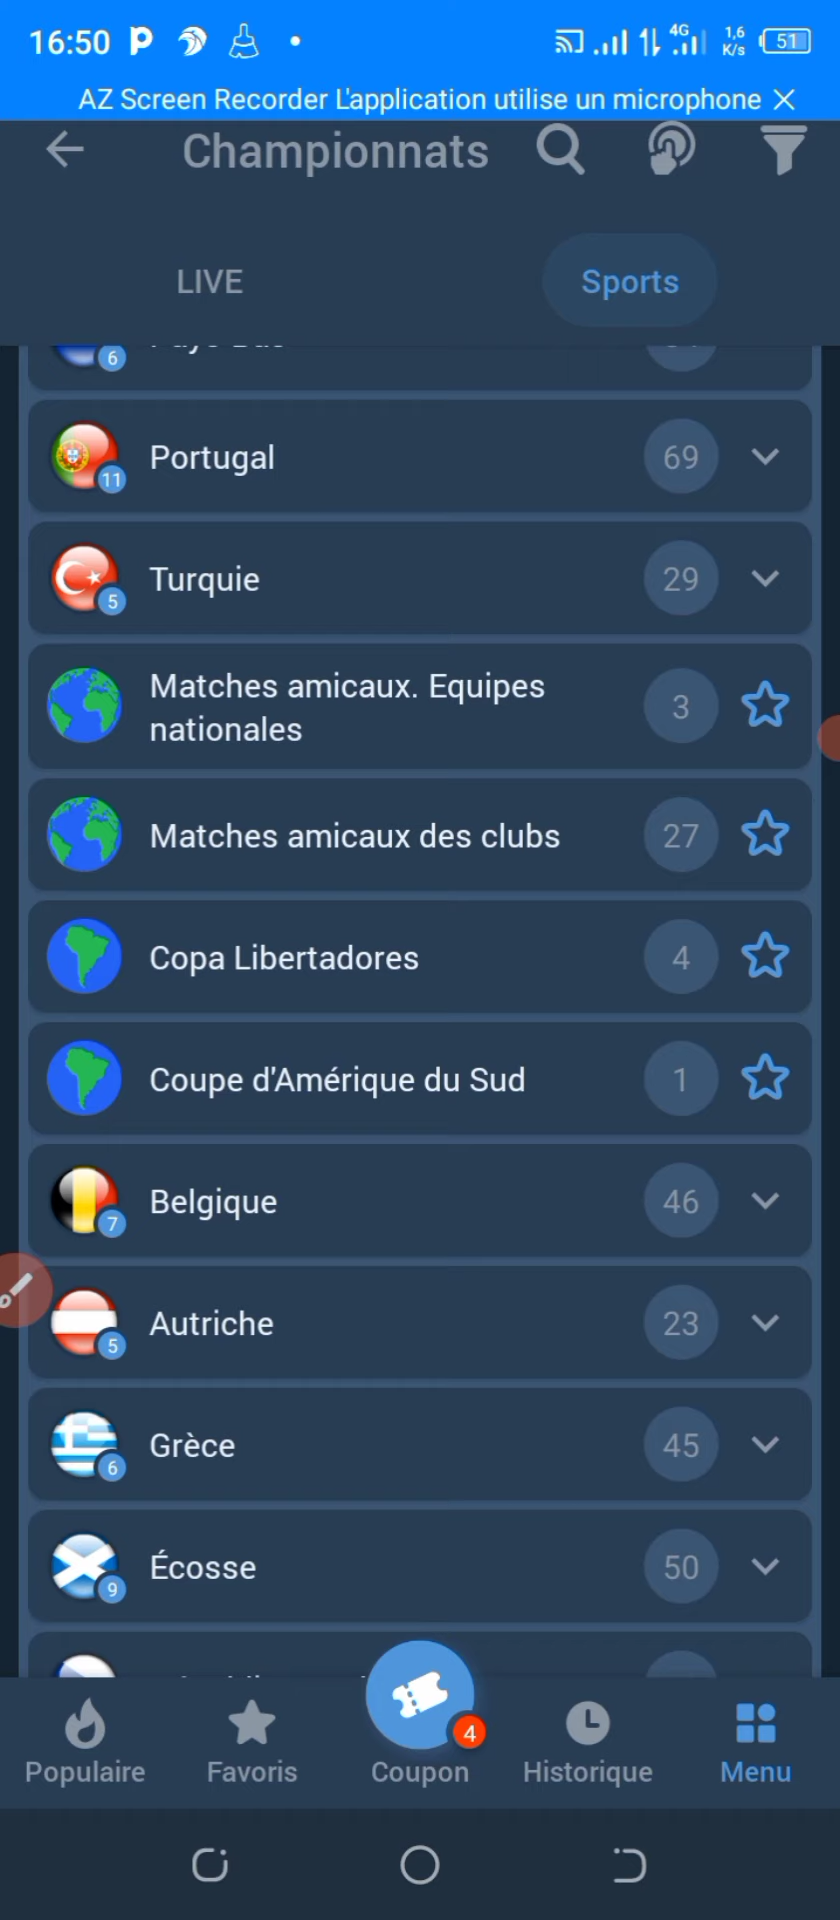 16:50
4G
1,6
K/s
51
AZ Screen Recorder L'application utilise un microphone
Championnats
LIVE
Sports
6
11
Portugal
69
5
Turquie
29
Matches amicaux. Equipes
nationales
3
Matches amicaux des clubs
27
Copa Libertadores
4
Coupe d'Amérique du Sud
1
7
Belgique
46
5
Autriche
23
6
Grèce
45
9
Écosse
50
4
Populaire
Favoris
Coupon
Historique
Menu